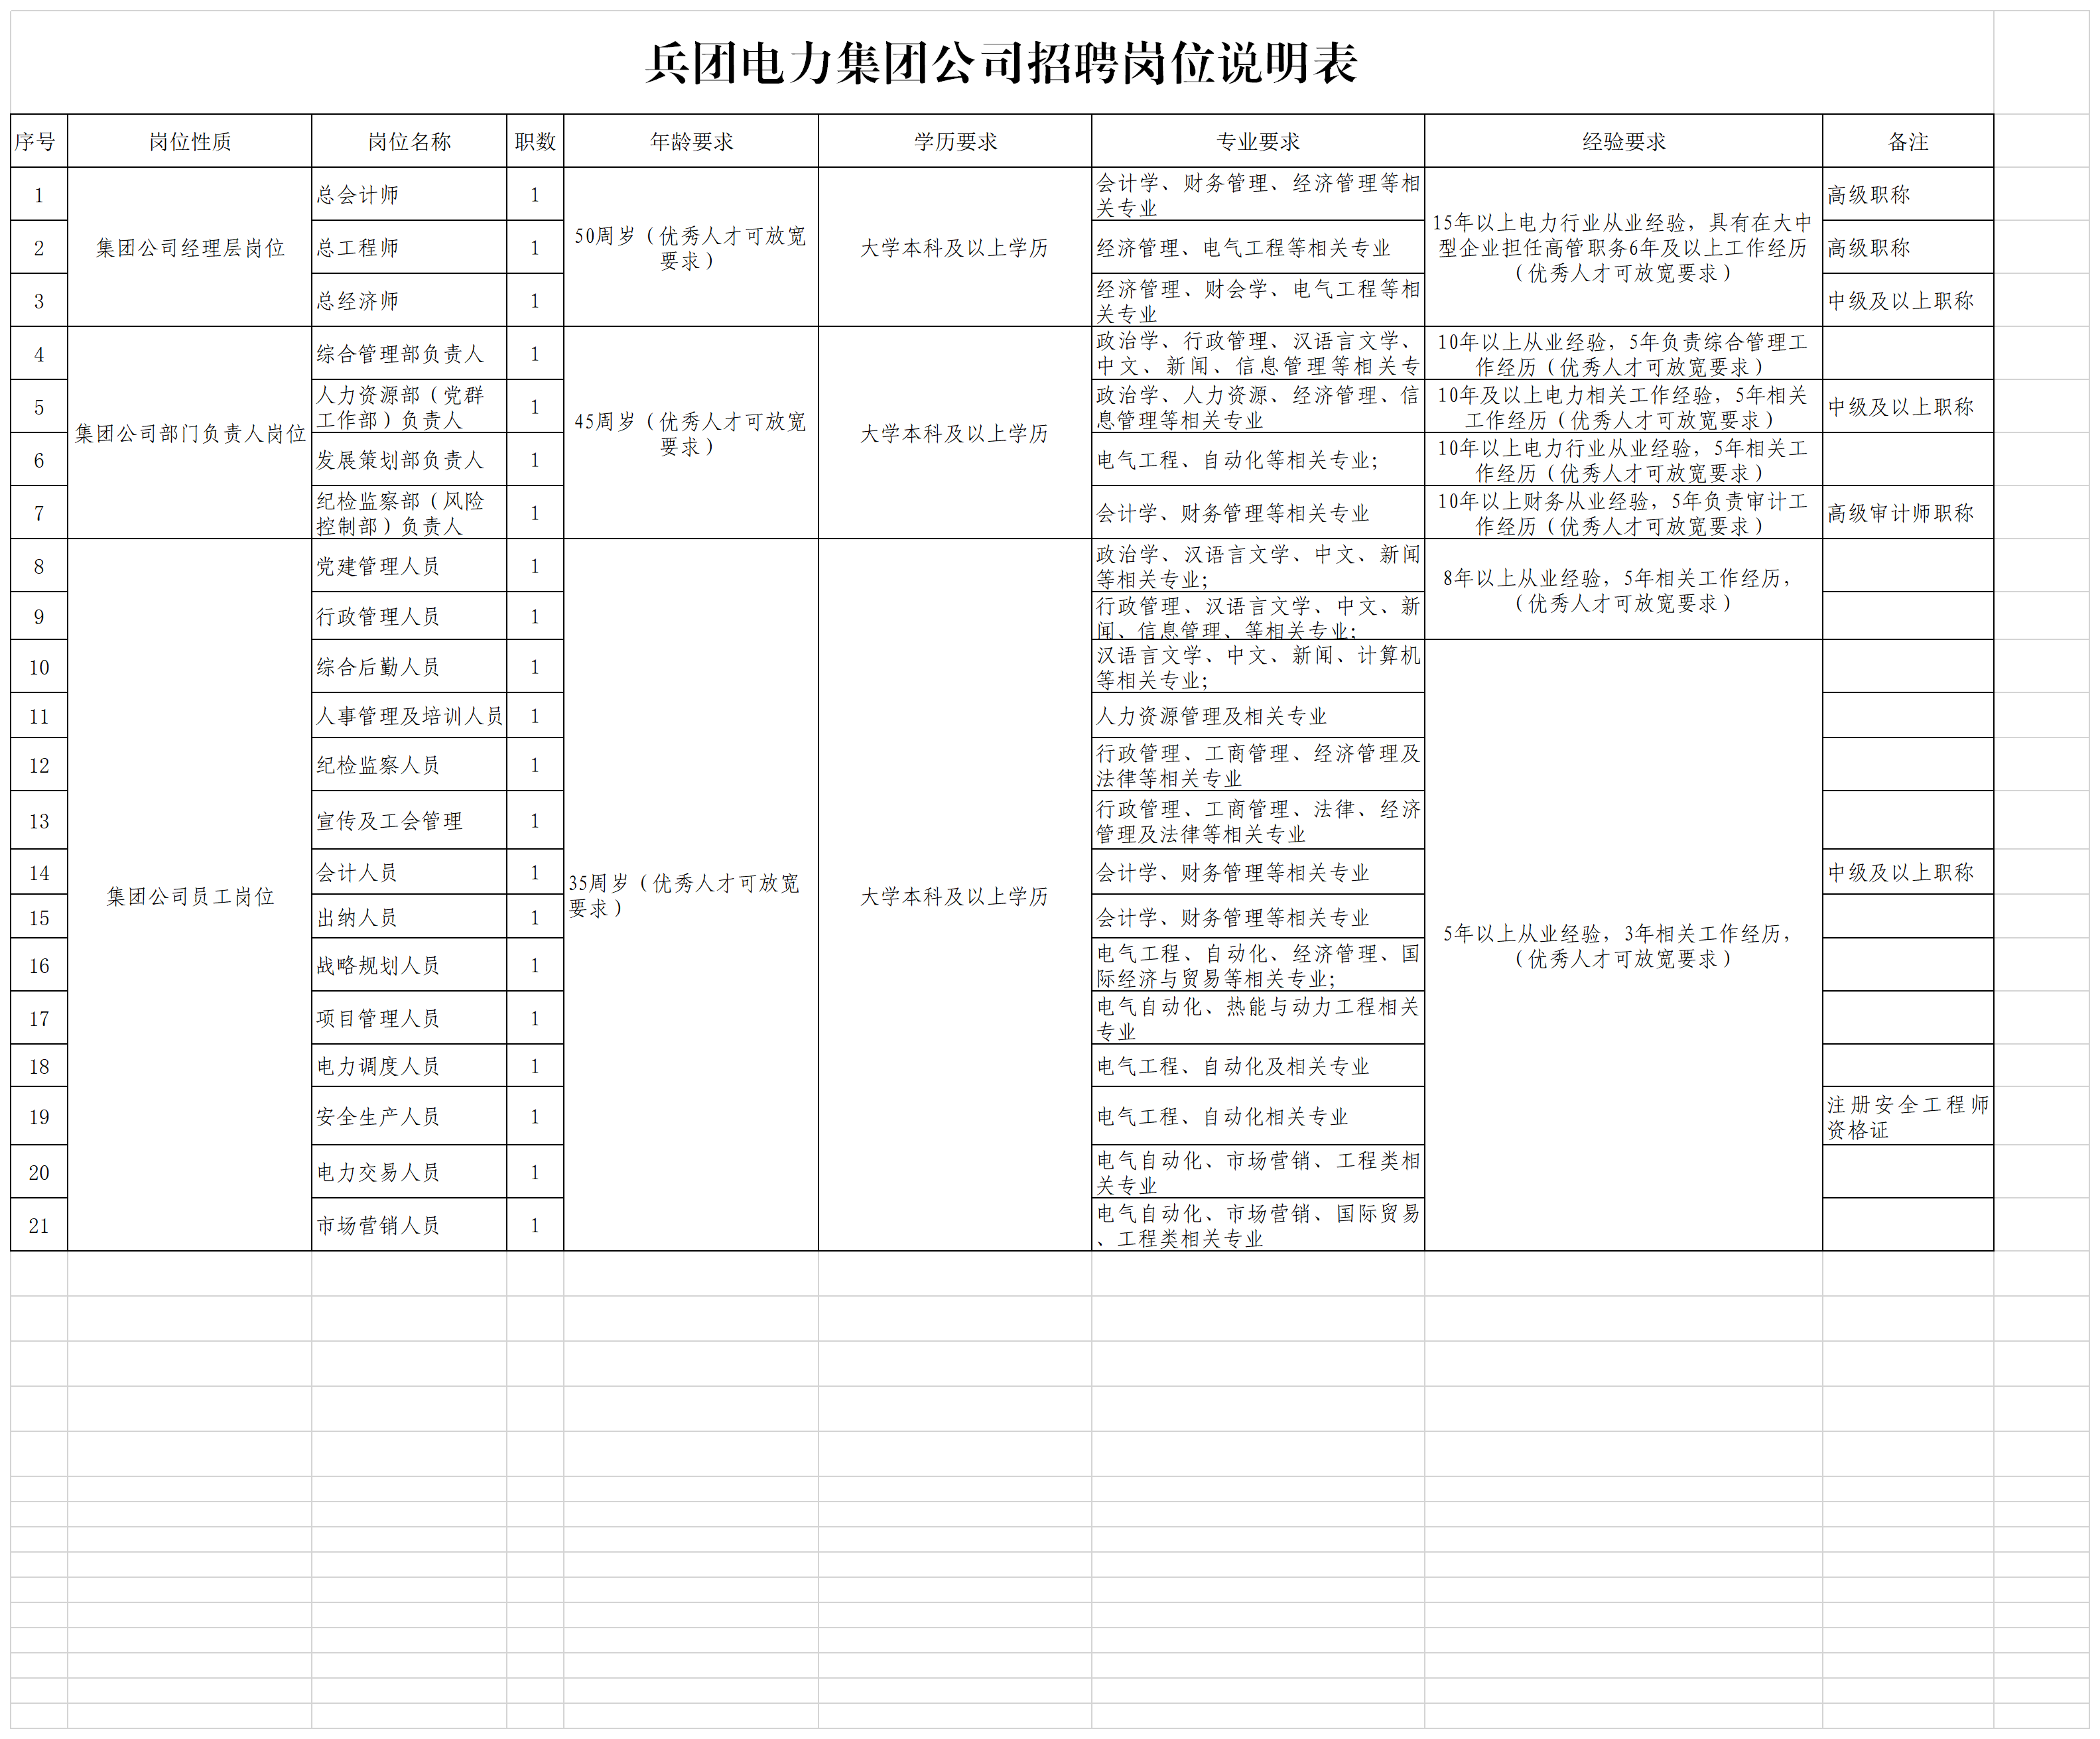 兵团电力集团公司招聘岗位说明表
序号 岗位性质 岗位名称 职数 年龄要求 学历要求 专业要求 经验要求 备注
1
集团公司经理层岗位
总会计师
1
50周岁（优秀人才可放宽
要求）
大学本科及以上学历
会计学、财务管理、经济管理等相
关专业
15年以上电力行业从业经验，具有在大中
型企业担任高管职务6年及以上工作经历
（优秀人才可放宽要求）
高级职称
2
总工程师
1
经济管理、电气工程等相关专业
高级职称
3
总经济师
1
经济管理、财会学、电气工程等相
关专业
中级及以上职称
4
集团公司部门负责人岗位
综合管理部负责人
1
45周岁（优秀人才可放宽
要求）
大学本科及以上学历
政治学、行政管理、汉语言文学、
中文、新闻、信息管理等相关专
10年以上从业经验，5年负责综合管理工
作经历（优秀人才可放宽要求）
5
人力资源部（党群
工作部）负责人
1
政治学、人力资源、经济管理、信
息管理等相关专业
10年及以上电力相关工作经验，5年相关
工作经历（优秀人才可放宽要求）
中级及以上职称
6
发展策划部负责人
1
电气工程、自动化等相关专业；
10年以上电力行业从业经验，5年相关工
作经历（优秀人才可放宽要求）
7
纪检监察部（风险
控制部）负责人
1
会计学、财务管理等相关专业
10年以上财务从业经验，5年负责审计工
作经历（优秀人才可放宽要求）
高级审计师职称
8
集团公司员工岗位
党建管理人员
1
35周岁（优秀人才可放宽
要求）
大学本科及以上学历
政治学、汉语言文学、中文、新闻
等相关专业；
8年以上从业经验，5年相关工作经历，
（优秀人才可放宽要求）
9
行政管理人员
1
行政管理、汉语言文学、中文、新
闻、信息管理、等相关专业；
10
综合后勤人员
1
汉语言文学、中文、新闻、计算机
等相关专业；
5年以上从业经验，3年相关工作经历，
（优秀人才可放宽要求）
11
人事管理及培训人员
1
人力资源管理及相关专业
12
纪检监察人员
1
行政管理、工商管理、经济管理及
法律等相关专业
13
宣传及工会管理
1
行政管理、工商管理、法律、经济
管理及法律等相关专业
14
会计人员
1
会计学、财务管理等相关专业
中级及以上职称
15
出纳人员
1
会计学、财务管理等相关专业
16
战略规划人员
1
电气工程、自动化、经济管理、国
际经济与贸易等相关专业；
17
项目管理人员
1
电气自动化、热能与动力工程相关
专业
18
电力调度人员
1
电气工程、自动化及相关专业
19
安全生产人员
1
电气工程、自动化相关专业
注册安全工程师
资格证
20
电力交易人员
1
电气自动化、市场营销、工程类相
关专业
21
市场营销人员
1
电气自动化、市场营销、国际贸易
、工程类相关专业